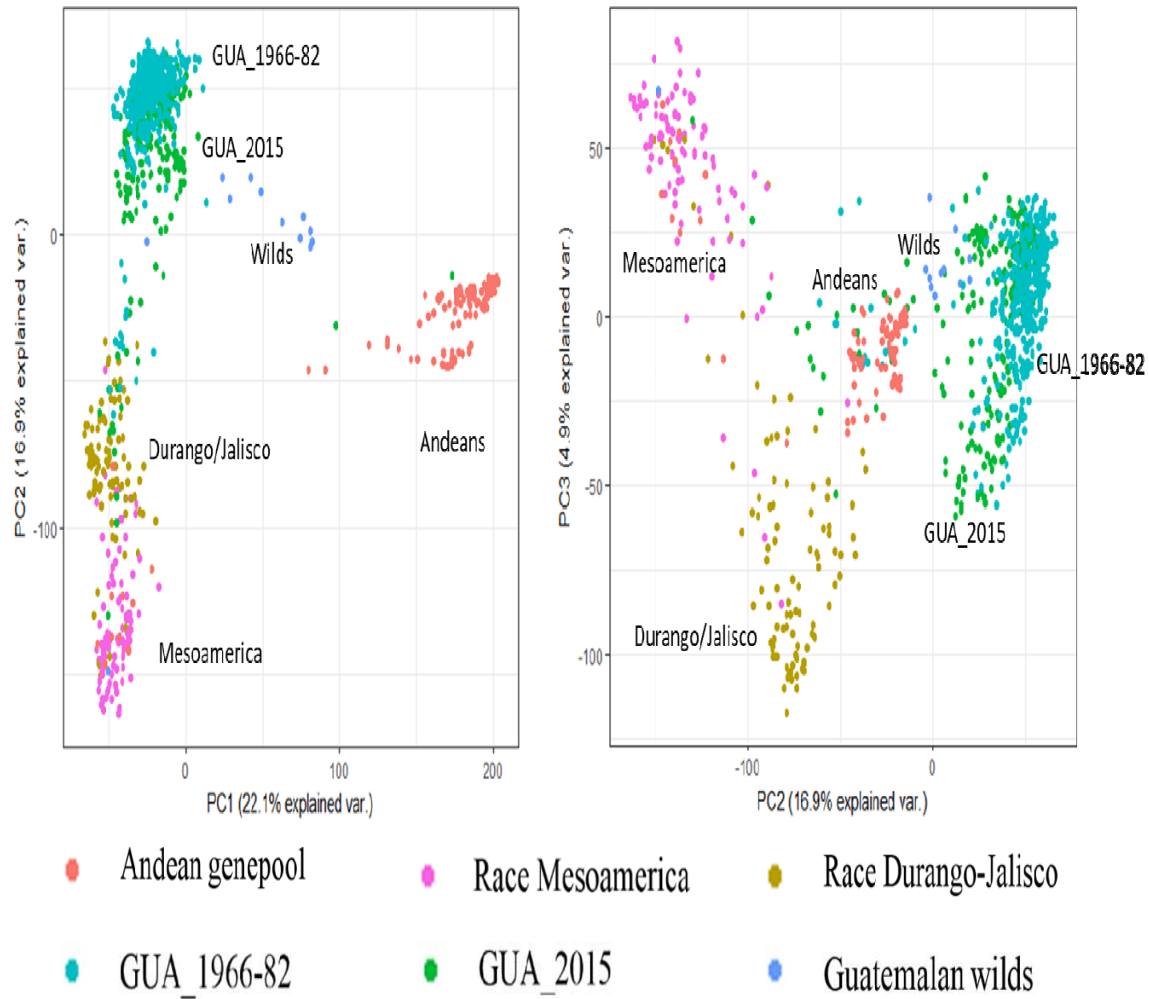 GUA_1966-82
GUA_2015
Wilds
Durango/Jalisco
Andeans
Mesoamerica
0
-100
PC2 (16.9% explained var.)
0
100
200
PC1 (22.1% explained var.)
Mesoamerica
Andeans
Wilds
GUA_1966-82
GUA_2015
Durango/Jalisco
50
0
-50
-100
PC3 (4.9% explained var.)
-100
0
PC2 (16.9% explained var.)
Andean genepool
Race Mesoamerica
Race Durango-Jalisco
GUA_1966-82
GUA_2015
Guatemalan wilds